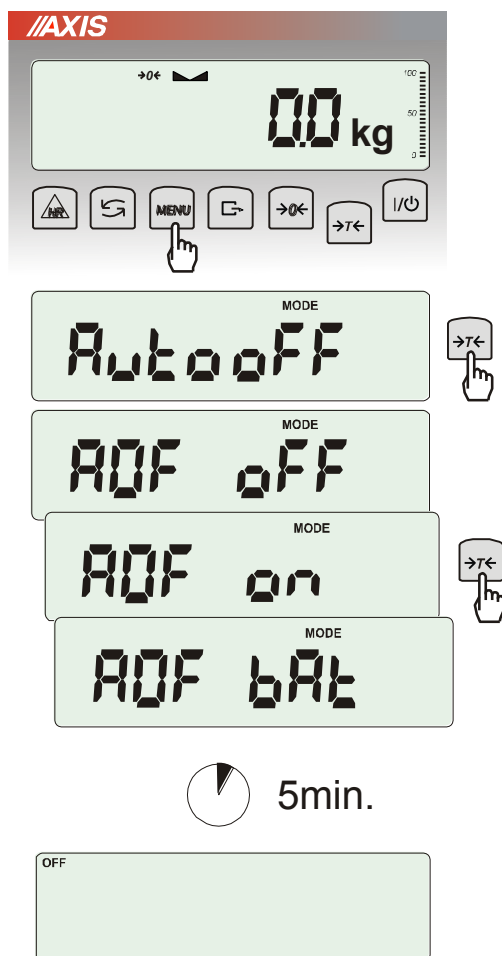 //AXIS
→0←
100
0.0 kg
50
0
HR
MENU
→0←
→T←
I/⏻
MODE
AutooFF
→T←
MODE
AOF oFF
MODE
AOF on
→T←
MODE
AOF bAt
5min.
OFF